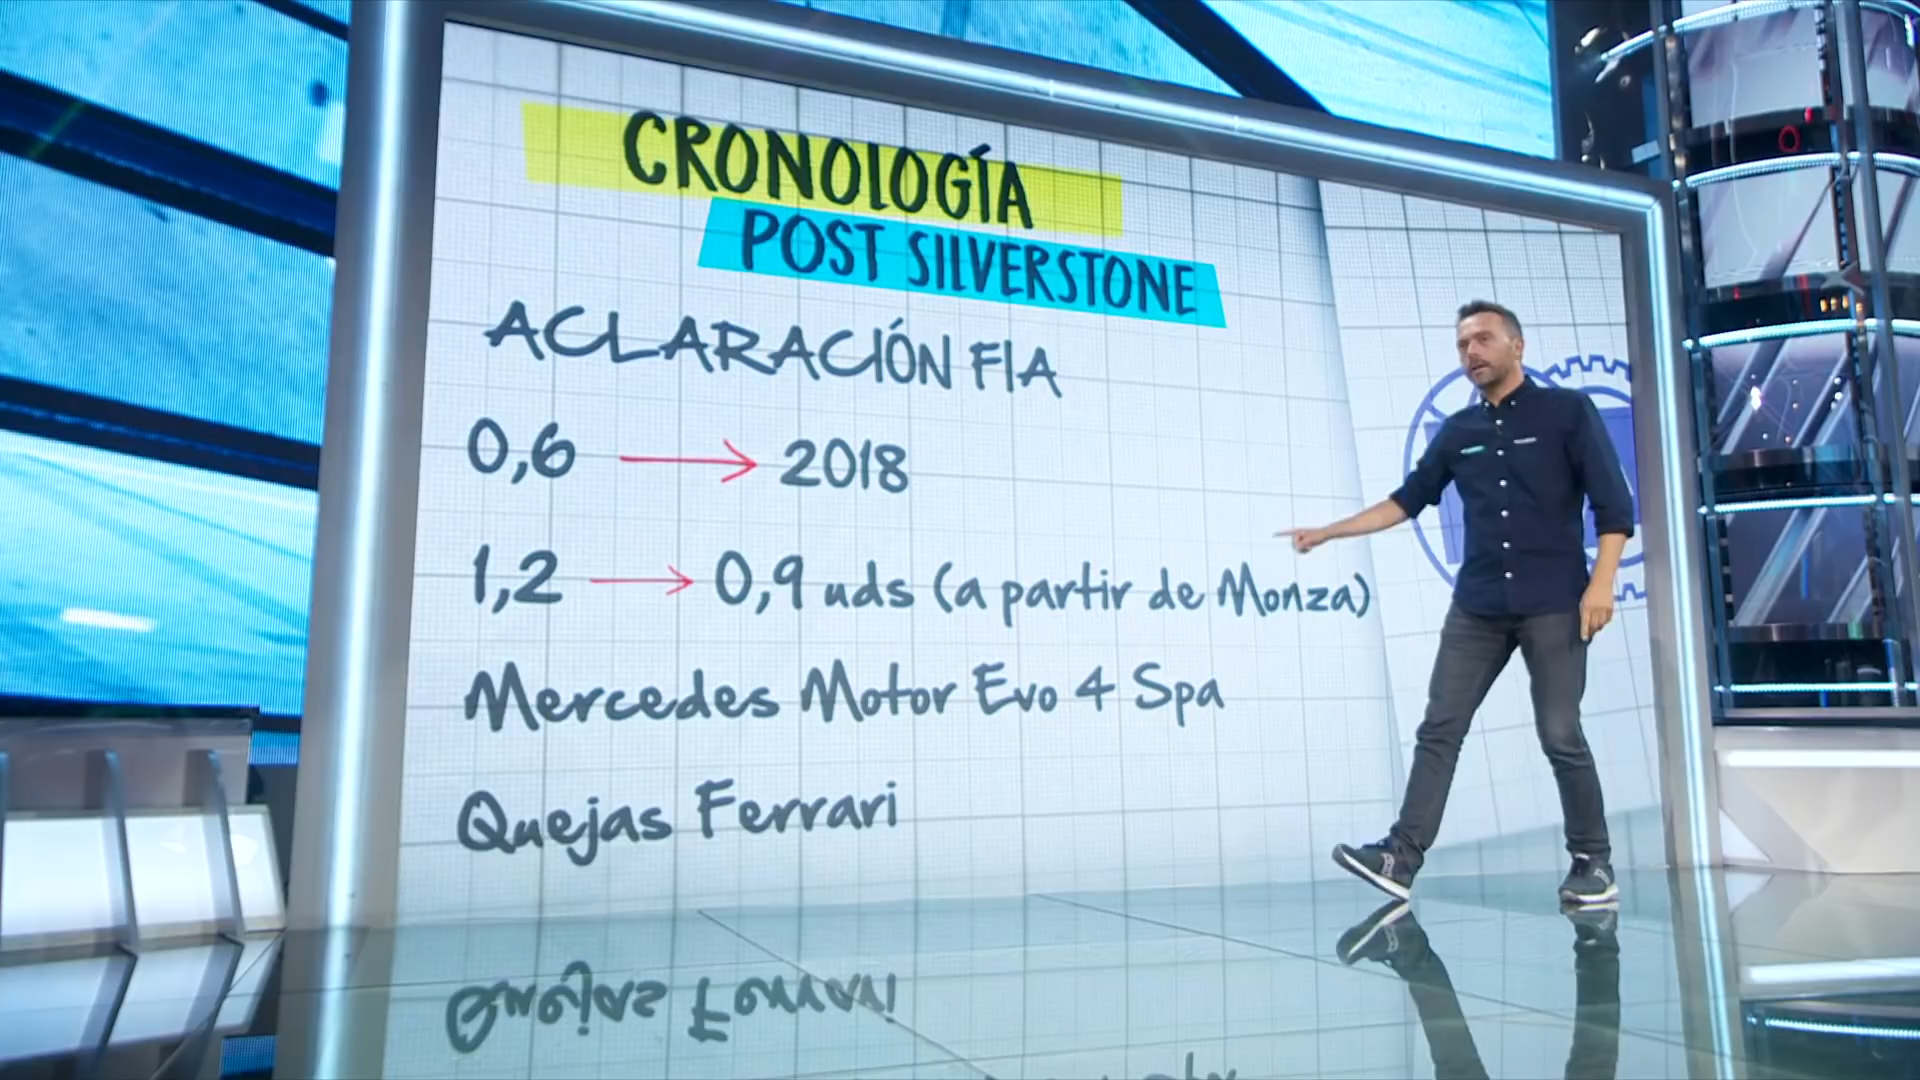 CRONOLOGÍA
POST SILVERSTONE
ACLARACIÓN FIA
0,6 → 2018
1,2 → 0,9 uds (a partir de Monza)
Mercedes Motor Evo 4 Spa
Quejas Ferrari